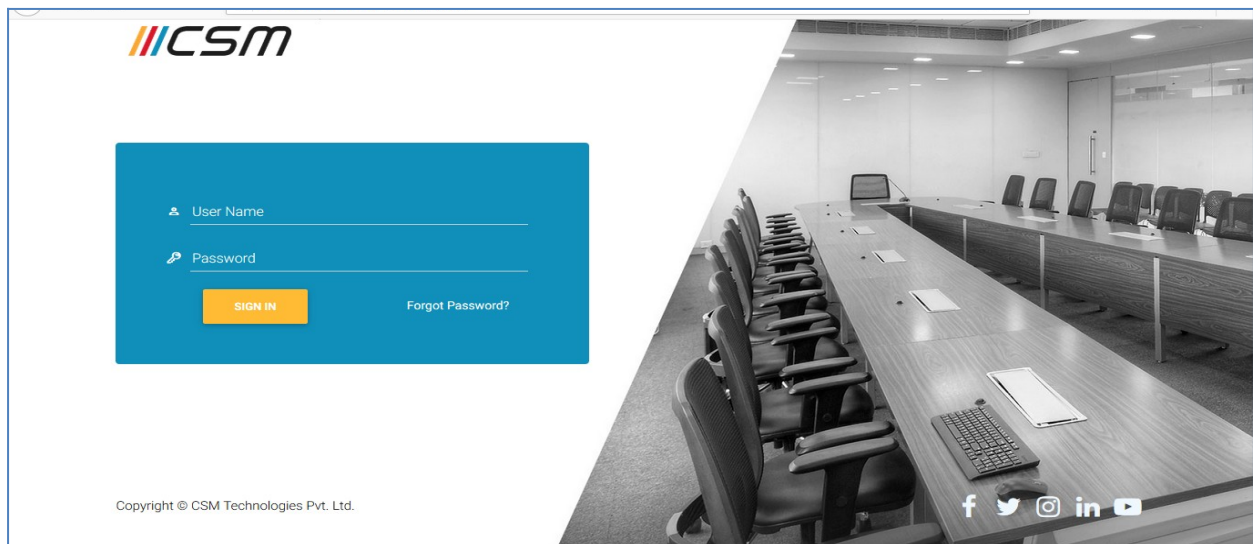 CSM
User Name
Password
SIGN IN Forgot Password?
Copyright © CSM Technologies Pvt. Ltd.